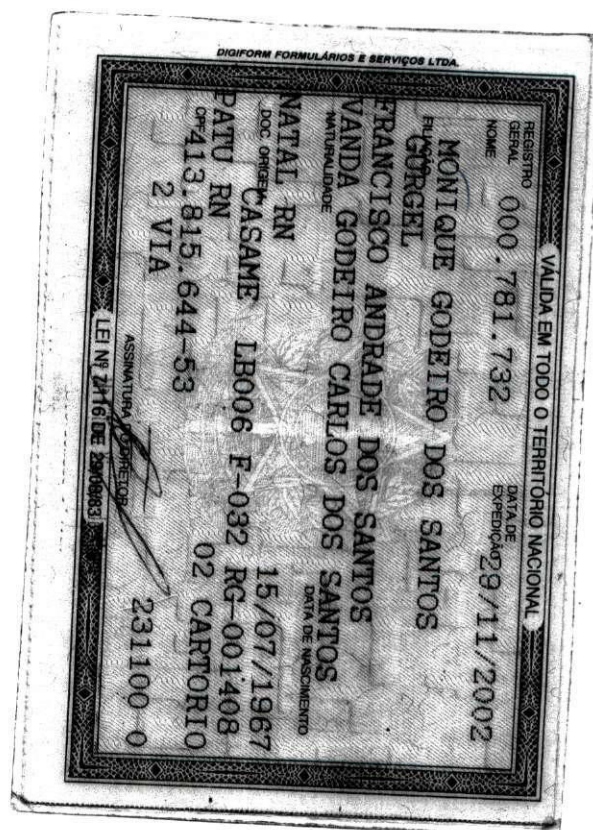 VÁLIDA EM TODO O TERRITÓRIO NACIONAL
REGISTRO GERAL 000.781.732 DATA DE EXPEDIÇÃO 29/11/2002
NOME MONIQUE GODEIRO DOS SANTOS
GURGEL
FILIAÇÃO
FRANCISCO ANDRADE DOS SANTOS
VANDA GODEIRO CARLOS DOS SANTOS
NATURALIDADE DATA DE NASCIMENTO
NATAL RN 15/07/1967
DOC. ORIGEM CASAME LB006 F-032 RG-001408
PATU RN 02 CARTORIO
CPF 413.815.644-53
2 VIA 231100 0
ASSINATURA DO DIRETOR
LEI Nº 7.116 DE 29/08/83
DIGIFORM FORMULÁRIOS E SERVIÇOS LTDA.